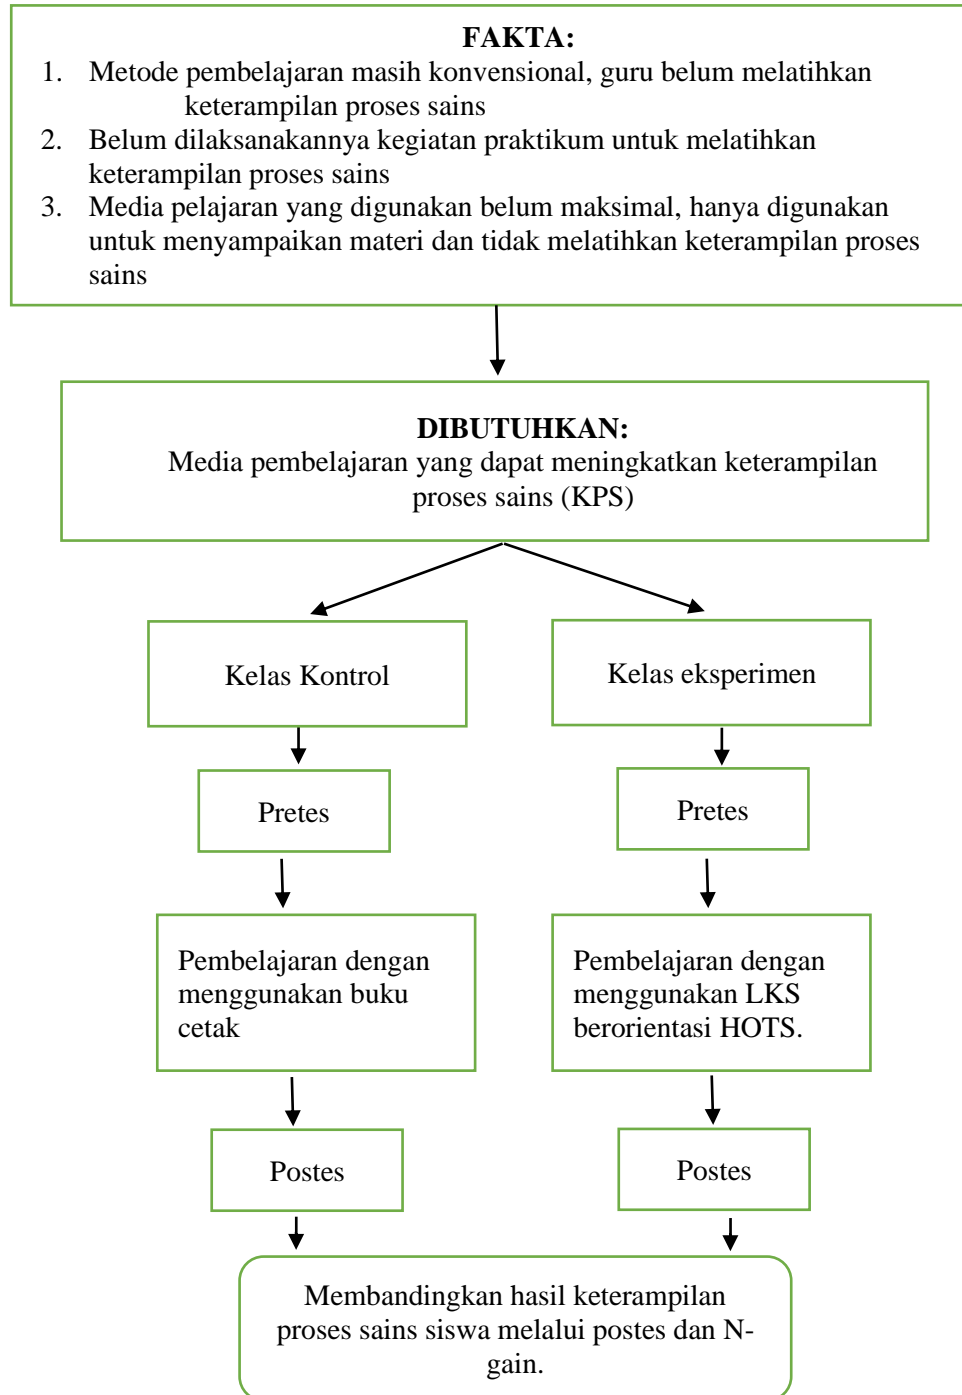 FAKTA:
1. Metode pembelajaran masih konvensional, guru belum melatihkan
keterampilan proses sains
2. Belum dilaksanakannya kegiatan praktikum untuk melatihkan
keterampilan proses sains
3. Media pelajaran yang digunakan belum maksimal, hanya digunakan
untuk menyampaikan materi dan tidak melatihkan keterampilan proses
sains
DIBUTUHKAN:
Media pembelajaran yang dapat meningkatkan keterampilan
proses sains (KPS)
Kelas Kontrol
Kelas eksperimen
Pretes
Pretes
Pembelajaran dengan
menggunakan buku
cetak
Pembelajaran dengan
menggunakan LKS
berorientasi HOTS.
Postes
Postes
Membandingkan hasil keterampilan
proses sains siswa melalui postes dan N-
gain.